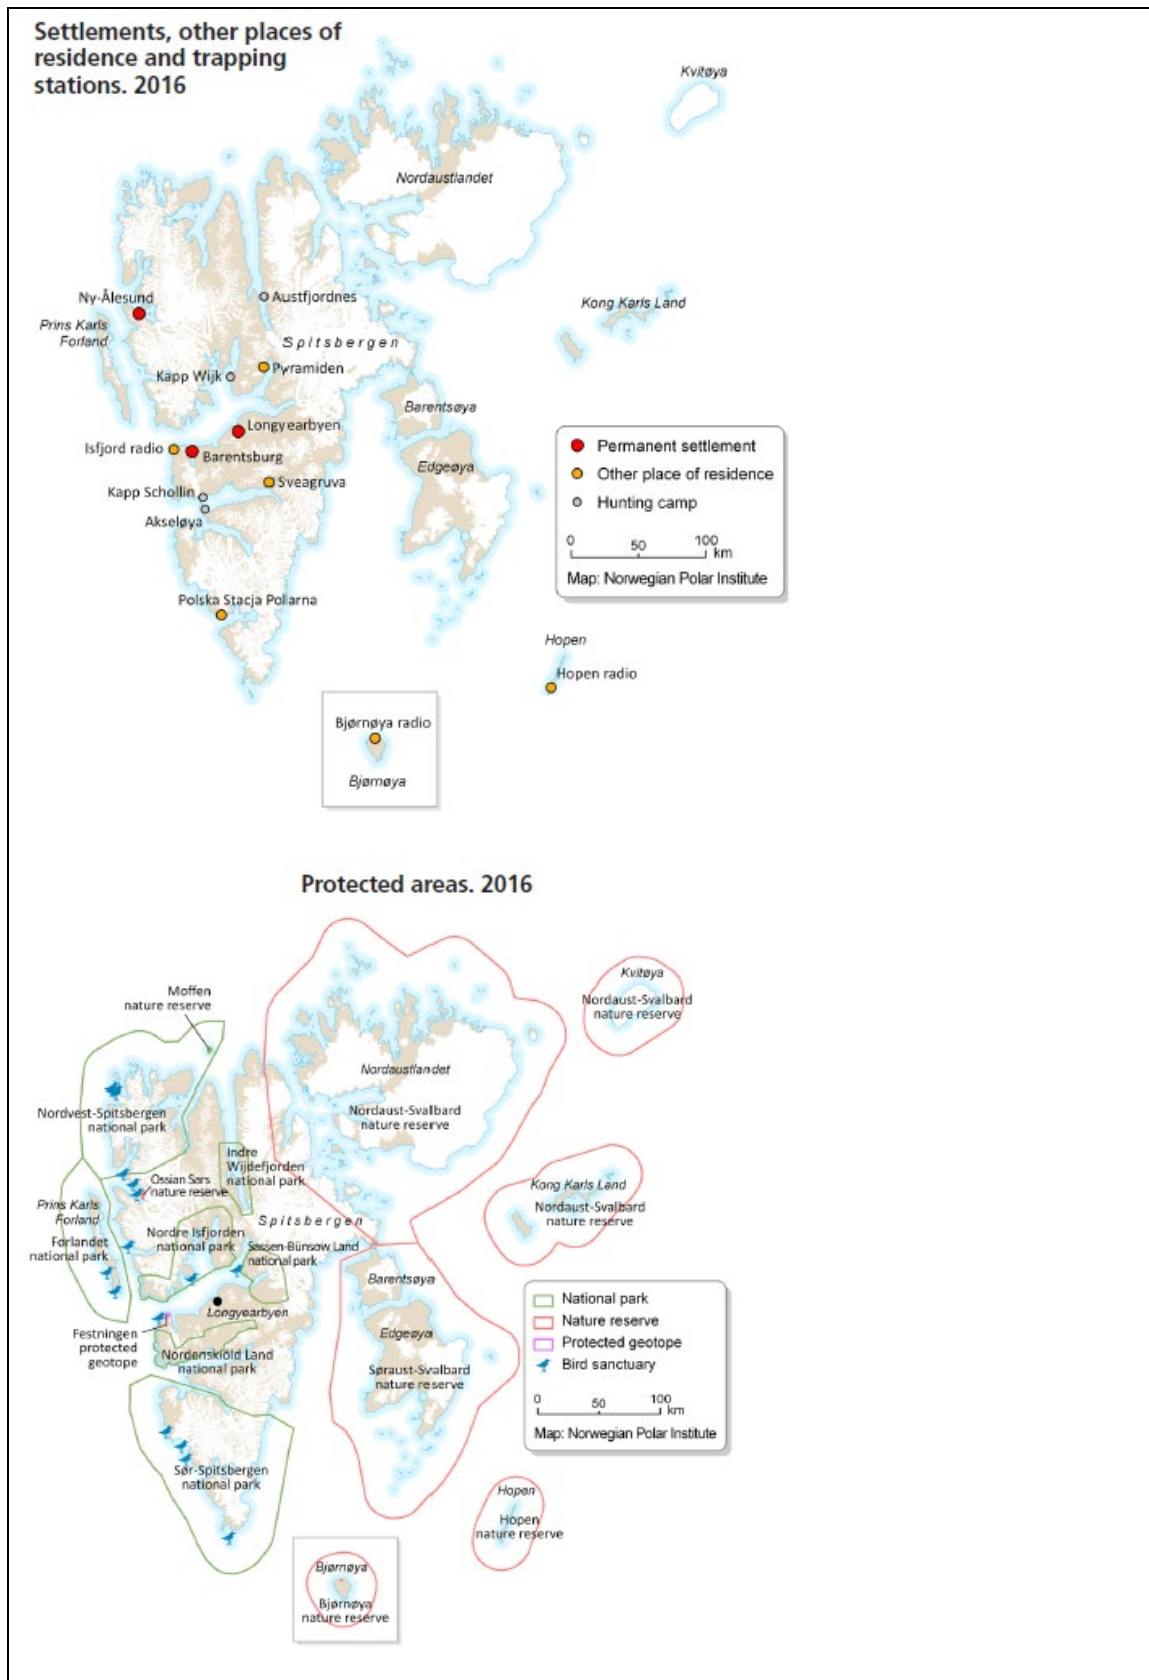 Settlements, other places of
residence and trapping
stations. 2016
Kvitøya
Nordaustlandet
Ny-Ålesund
Austfjordnes
Kong Karls Land
Prins Karls
Forland
Spitsbergen
Kapp Wijk
Pyramiden
Barentsøya
Longyearbyen
Isfjord radio
Barentsburg
Edgeøya
Kapp Schollin
Sveagruva
Akseløya
Polska Stacja Polarna
Permanent settlement
Other place of residence
Hunting camp
0 50 100
km
Map: Norwegian Polar Institute
Hopen
Hopen radio
Bjørnøya radio
Bjørnøya
Protected areas. 2016
Kvitøya
Nordaust-Svalbard
nature reserve
Moffen
nature reserve
Nordaustlandet
Nordaust-Svalbard
nature reserve
Nordvest-Spitsbergen
national park
Indre
Wijdefjorden
national park
Ossian Sars
nature reserve
Kong Karls Land
Nordaust-Svalbard
nature reserve
Prins Karls
Forland
Forlandet
national park
Spitsbergen
Nordre Isfjorden
national park
Sassen-Bünsow Land
national park
Barentsøya
Longyearbyen
Edgeøya
Festningen
protected
geotope
Nordenskiöld Land
national park
Søraust-Svalbard
nature reserve
National park
Nature reserve
Protected geotope
Bird sanctuary
0 50 100
km
Map: Norwegian Polar Institute
Sør-Spitsbergen
national park
Hopen
Hopen
nature reserve
Bjørnøya
Bjørnøya
nature reserve